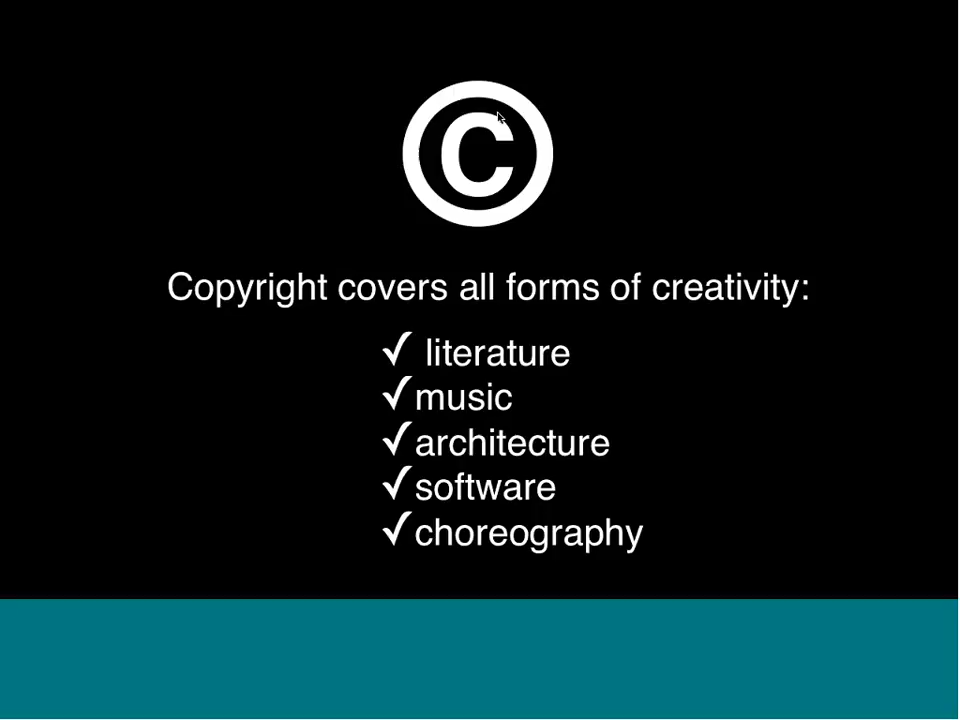 ©
Copyright covers all forms of creativity:
✓ literature
✓music
✓architecture
✓software
✓choreography